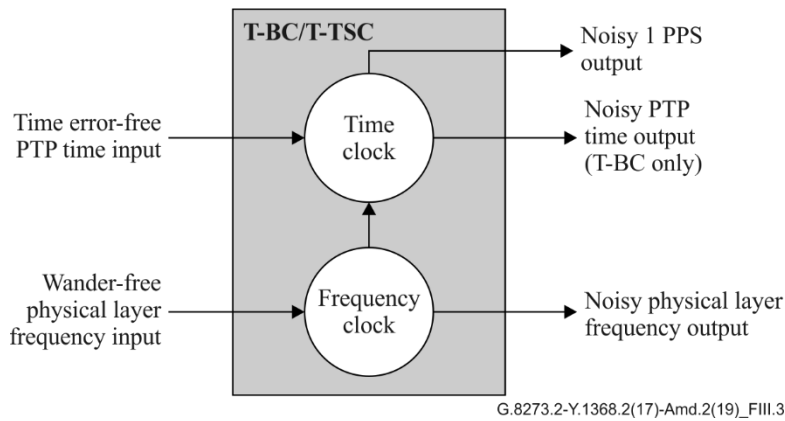 T-BC/T-TSC
Noisy 1 PPS
output
Time error-free
PTP time input
Time
clock
Noisy PTP
time output
(T-BC only)
Wander-free
physical layer
frequency input
Frequency
clock
Noisy physical layer
frequency output
G.8273.2-Y.1368.2(17)-Amd.2(19)_FIII.3